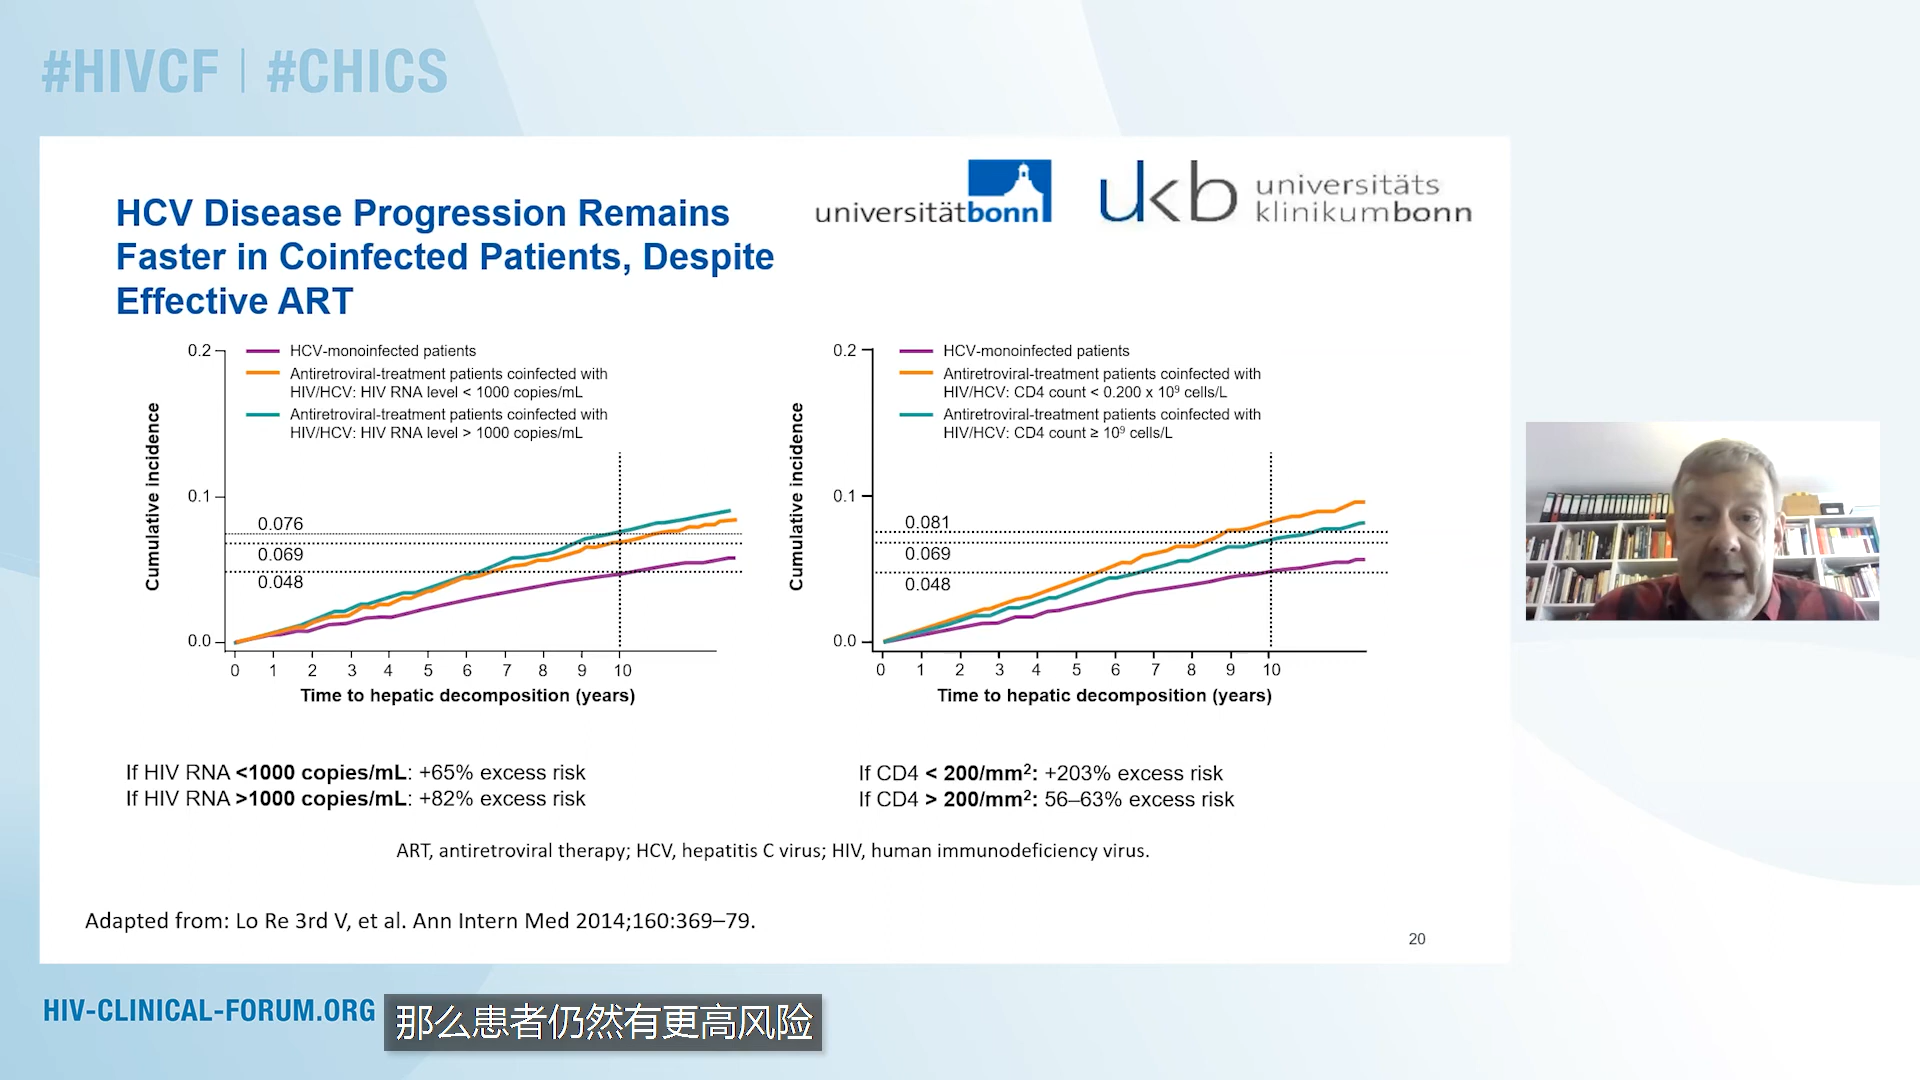 #HIVCF | #CHICS
universitätbonn
ukb universitäts
klinikumbonn
HCV Disease Progression Remains
Faster in Coinfected Patients, Despite
Effective ART
0.2
HCV-monoinfected patients
Antiretroviral-treatment patients coinfected with
HIV/HCV: HIV RNA level < 1000 copies/mL
Antiretroviral-treatment patients coinfected with
HIV/HCV: HIV RNA level > 1000 copies/mL
Cumulative incidence
0.1
0.076
0.069
0.048
0.0
0 1 2 3 4 5 6 7 8 9 10
Time to hepatic decomposition (years)
0.2
HCV-monoinfected patients
Antiretroviral-treatment patients coinfected with
HIV/HCV: CD4 count < 0.200 x 10⁹ cells/L
Antiretroviral-treatment patients coinfected with
HIV/HCV: CD4 count ≥ 10⁹ cells/L
Cumulative incidence
0.1
0.081
0.069
0.048
0.0
0 1 2 3 4 5 6 7 8 9 10
Time to hepatic decomposition (years)
If HIV RNA <1000 copies/mL: +65% excess risk
If HIV RNA >1000 copies/mL: +82% excess risk
If CD4 < 200/mm²: +203% excess risk
If CD4 > 200/mm²: 56–63% excess risk
ART, antiretroviral therapy; HCV, hepatitis C virus; HIV, human immunodeficiency virus.
Adapted from: Lo Re 3rd V, et al. Ann Intern Med 2014;160:369–79.
20
HIV-CLINICAL-FORUM.ORG
那么患者仍然有更高风险